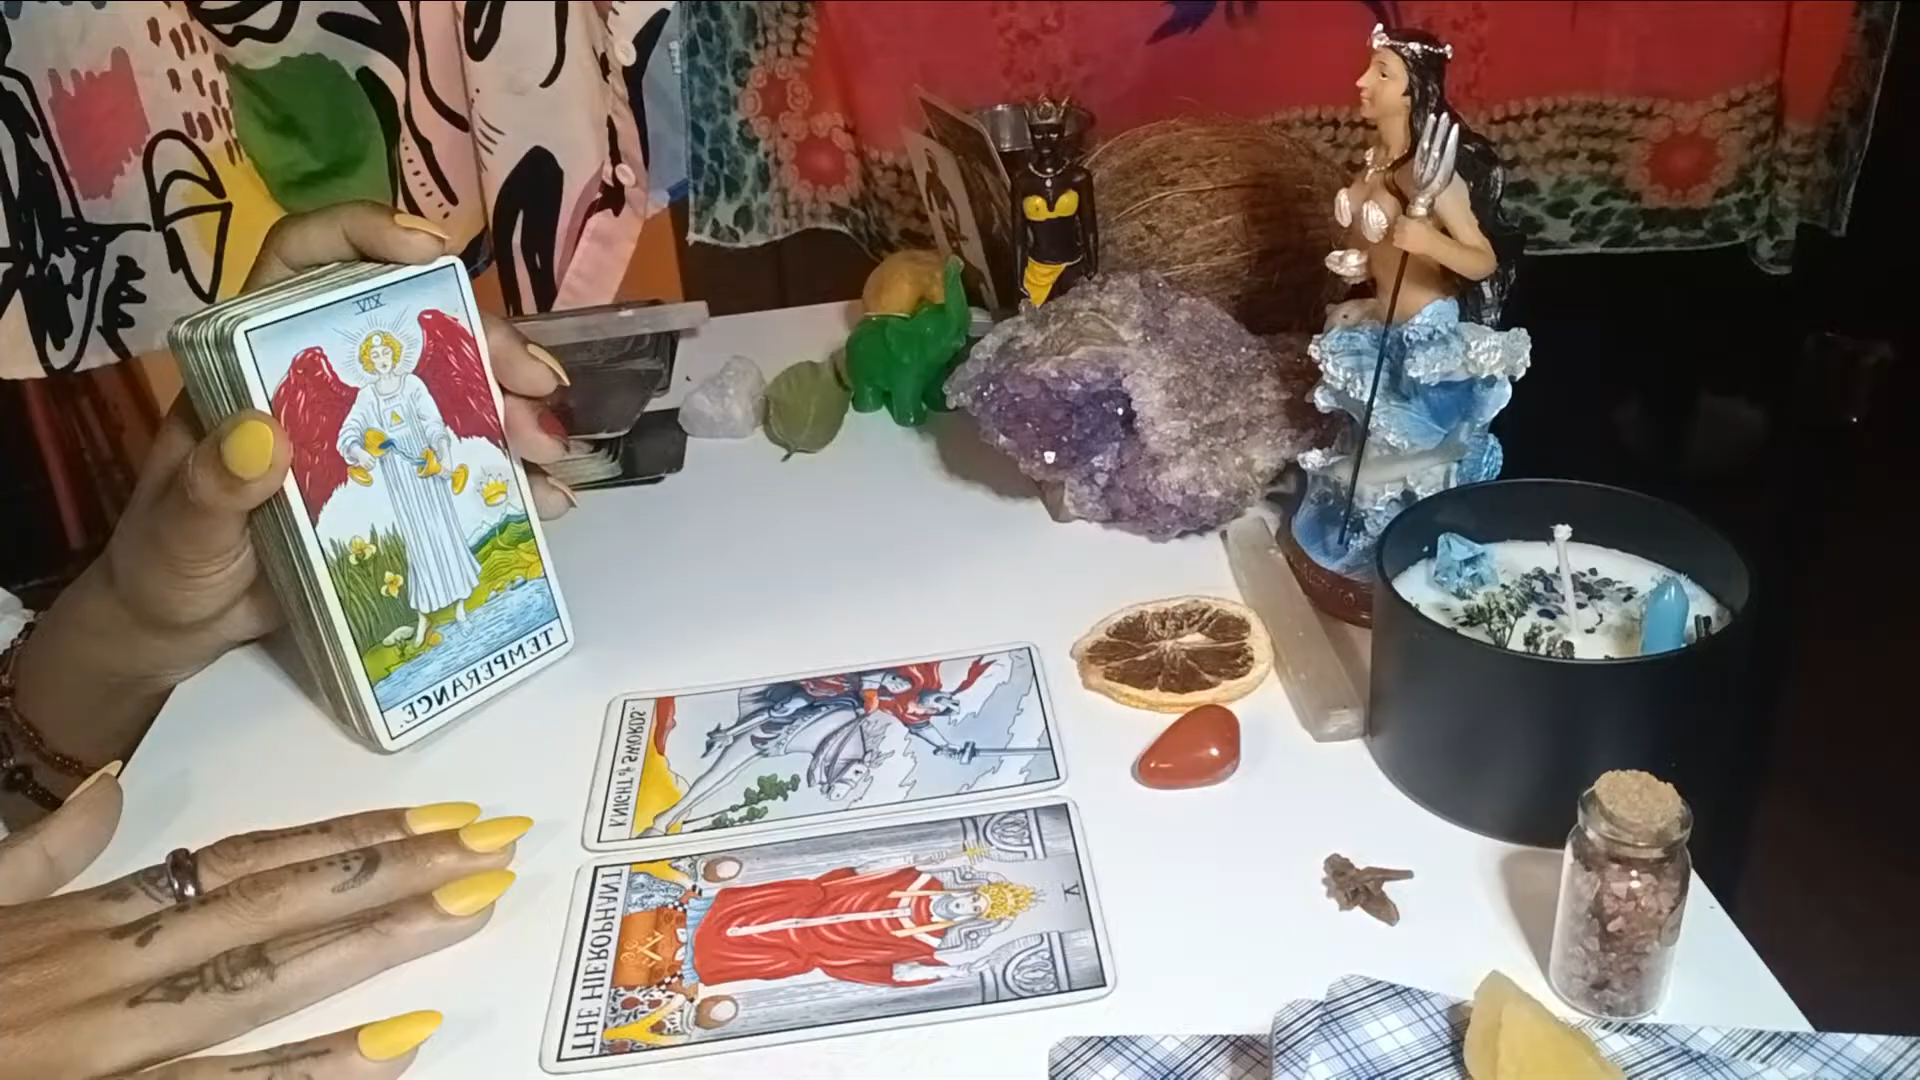 XIV
TEMPERANCE.
KNIGHT of SWORDS.
V
THE HIEROPHANT